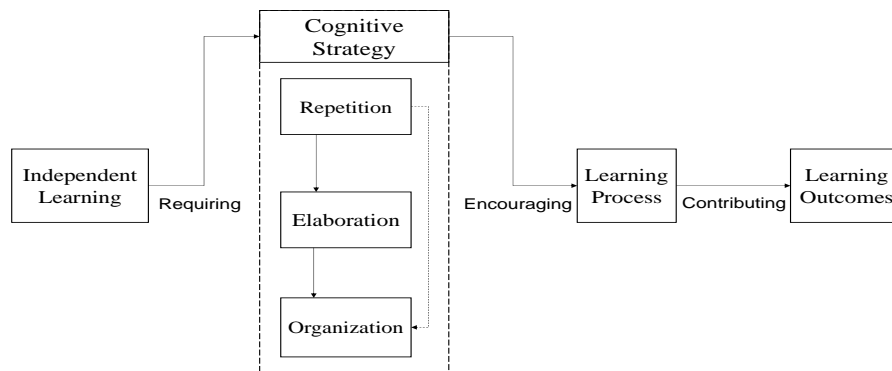 Cognitive
Strategy
Repetition
Independent
Learning
Requiring
Elaboration
Encouraging
Learning
Process
Contributing
Learning
Outcomes
Organization